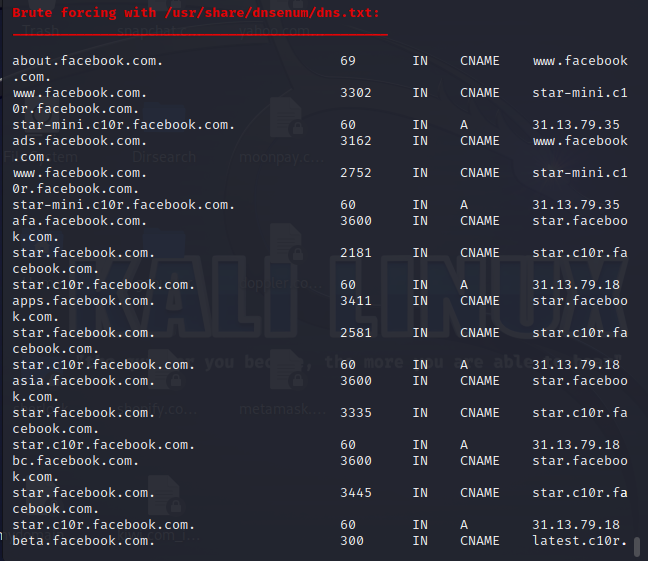 Brute forcing with /usr/share/dnsenum/dns.txt:
about.facebook.com. 69 IN CNAME www.facebook
.com.
www.facebook.com. 3302 IN CNAME star-mini.c1
0r.facebook.com.
star-mini.c10r.facebook.com. 60 IN A 31.13.79.35
ads.facebook.com. 3162 IN CNAME www.facebook
.com.
www.facebook.com. 2752 IN CNAME star-mini.c1
0r.facebook.com.
star-mini.c10r.facebook.com. 60 IN A 31.13.79.35
afa.facebook.com. 3600 IN CNAME star.faceboo
k.com.
star.facebook.com. 2181 IN CNAME star.c10r.fa
cebook.com.
star.c10r.facebook.com. 60 IN A 31.13.79.18
apps.facebook.com. 3411 IN CNAME star.faceboo
k.com.
star.facebook.com. 2581 IN CNAME star.c10r.fa
cebook.com.
star.c10r.facebook.com. 60 IN A 31.13.79.18
asia.facebook.com. 3600 IN CNAME star.faceboo
k.com.
star.facebook.com. 3335 IN CNAME star.c10r.fa
cebook.com.
star.c10r.facebook.com. 60 IN A 31.13.79.18
bc.facebook.com. 3600 IN CNAME star.faceboo
k.com.
star.facebook.com. 3445 IN CNAME star.c10r.fa
cebook.com.
star.c10r.facebook.com. 60 IN A 31.13.79.18
beta.facebook.com. 300 IN CNAME latest.c10r.
Trash
snapchat.c...
yahoo.com...
Dirsearch
moonpay.c...
KALI LINUX
metamask....